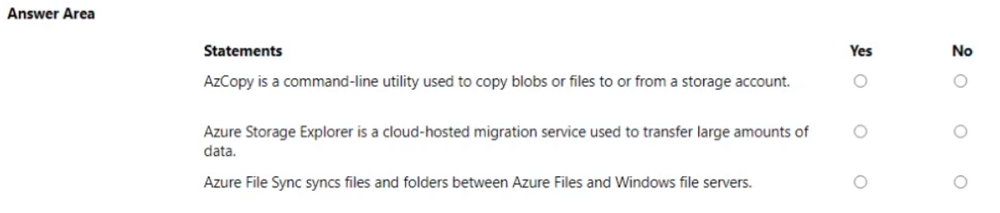 Answer Area
Statements Yes No
AzCopy is a command-line utility used to copy blobs or files to or from a storage account.
Azure Storage Explorer is a cloud-hosted migration service used to transfer large amounts of
data.
Azure File Sync syncs files and folders between Azure Files and Windows file servers.